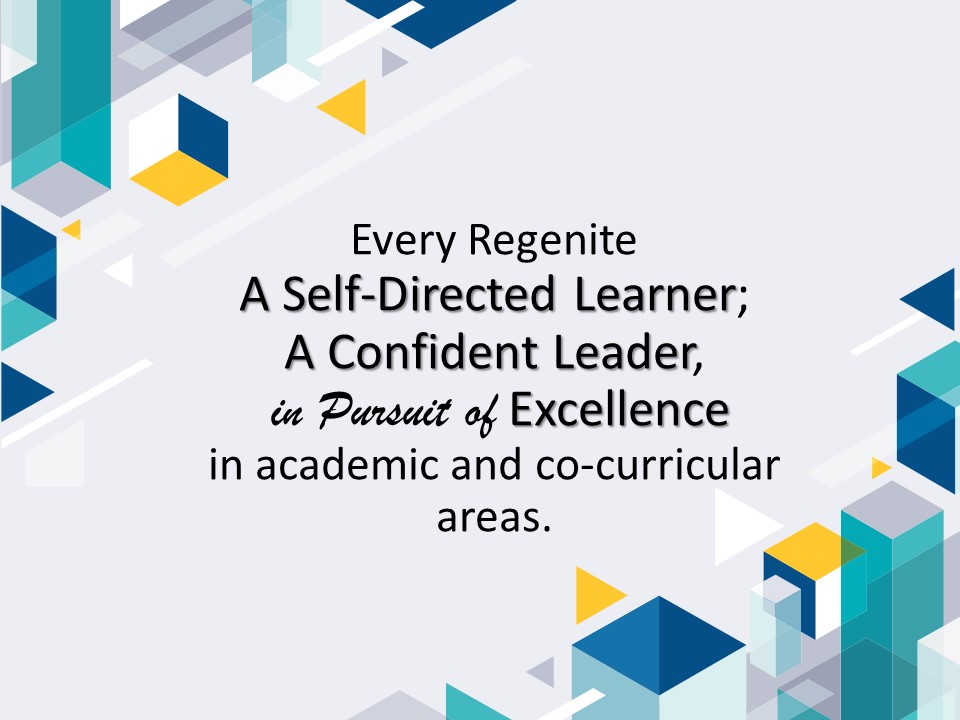 Every Regenite
A Self-Directed Learner;
A Confident Leader,
in Pursuit of Excellence
in academic and co-curricular
areas.